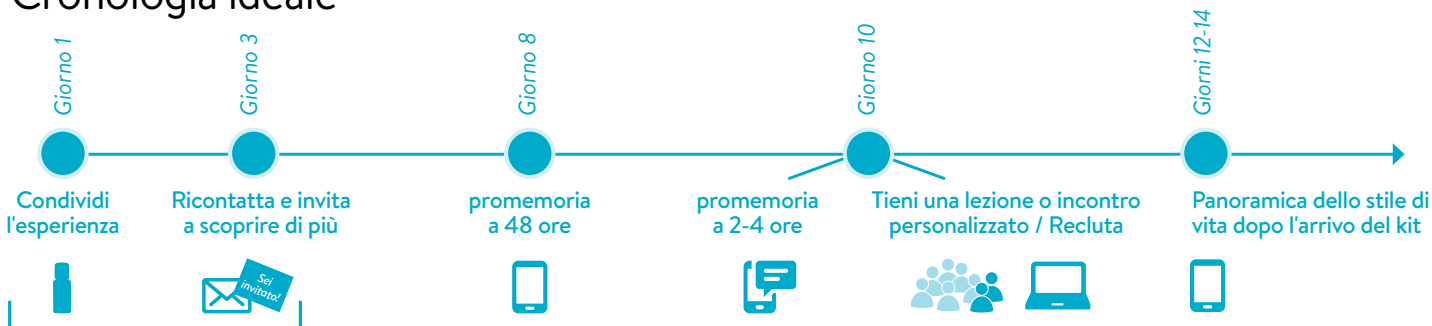 Cronologia ideale
Giorno 1
Giorno 3
Giorno 8
Giorno 10
Giorni 12-14
Condividi
l'esperienza
Ricontatta e invita
a scoprire di più
promemoria
a 48 ore
promemoria
a 2-4 ore
Tieni una lezione o incontro
personalizzato / Recluta
Panoramica dello stile di
vita dopo l'arrivo del kit
Sei
invitato!